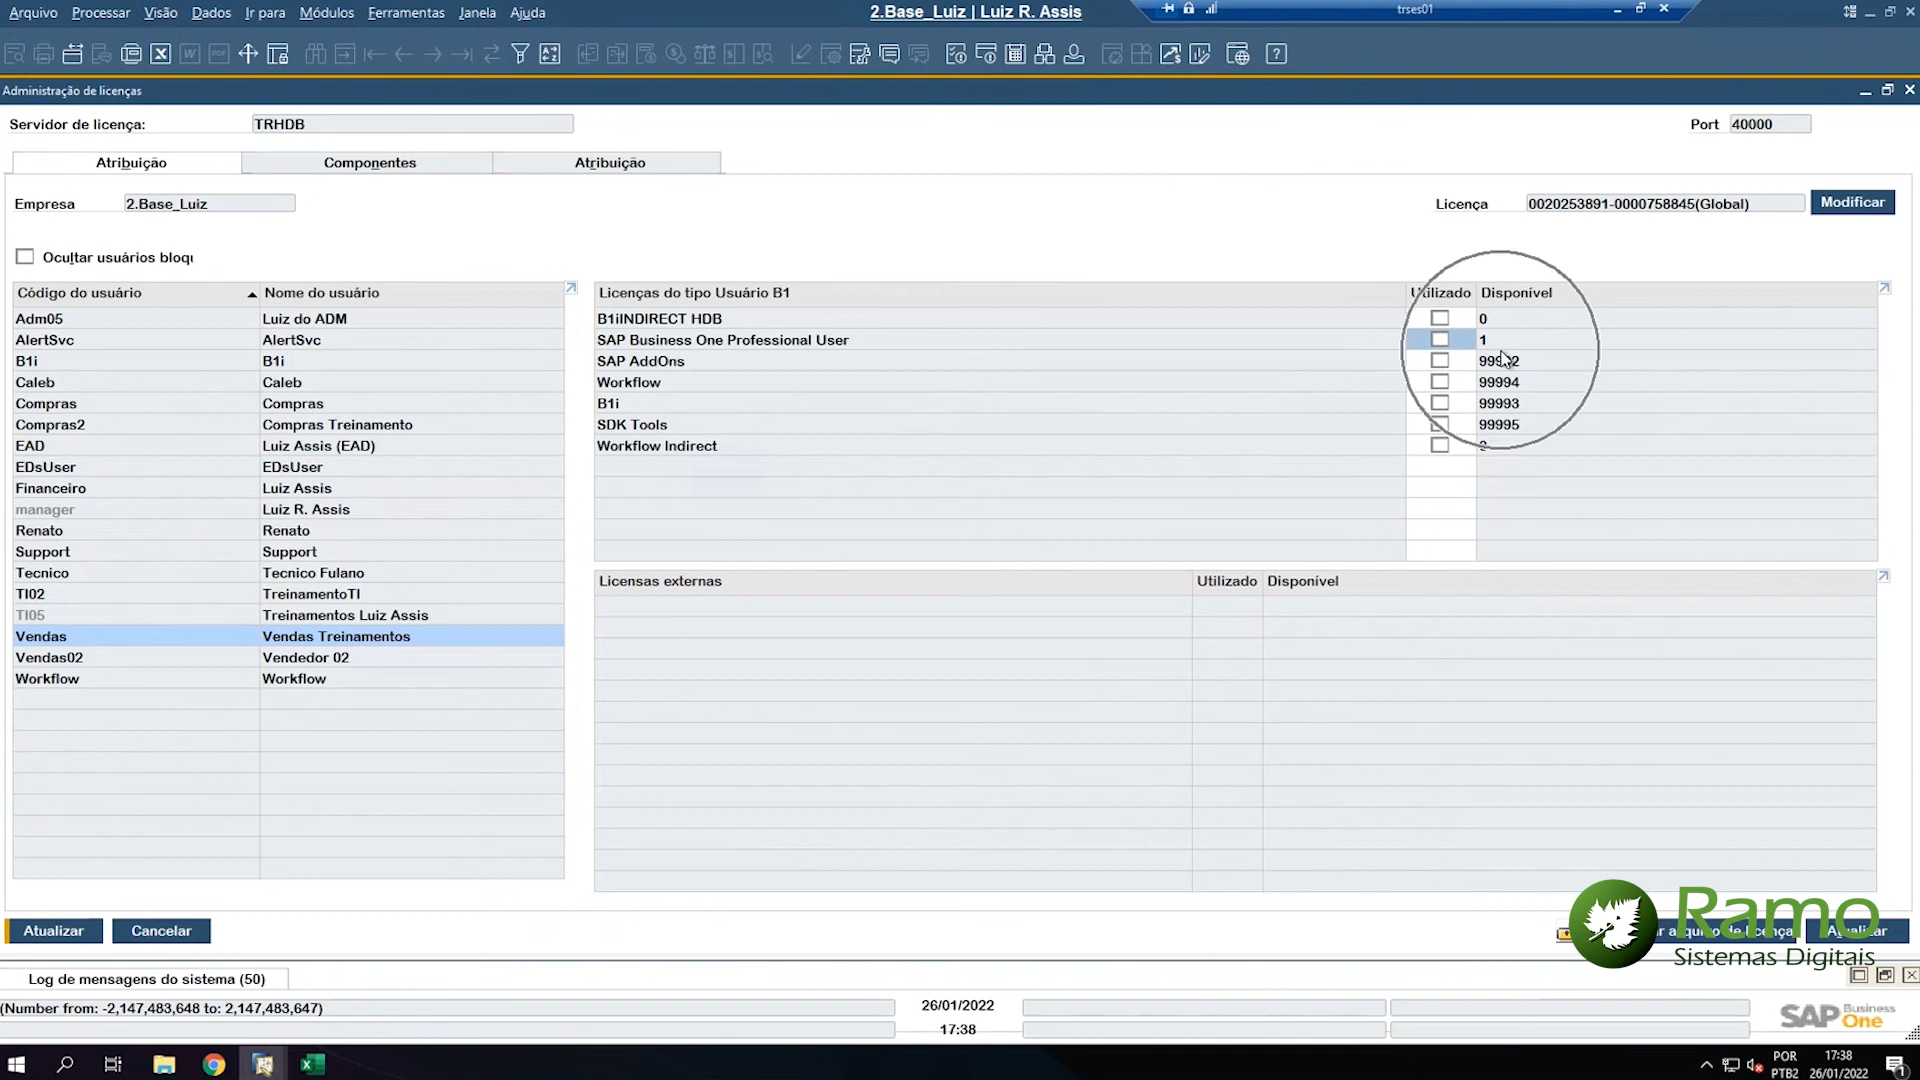 Arquivo Processar Visão Dados Ir para Módulos Ferramentas Janela Ajuda
2.Base_Luiz | Luiz R. Assis
trses01
Administração de licenças
Servidor de licença: TRHDB
Port 40000
Atribuição Componentes Atribuição
Empresa 2.Base_Luiz
Licença 0020253891-0000758845(Global) Modificar
Ocultar usuários bloqu
Código do usuário Nome do usuário
Adm05 Luiz do ADM
AlertSvc AlertSvc
B1i B1i
Caleb Caleb
Compras Compras
Compras2 Compras Treinamento
EAD Luiz Assis (EAD)
EDsUser EDsUser
Financeiro Luiz Assis
manager Luiz R. Assis
Renato Renato
Support Support
Tecnico Tecnico Fulano
TI02 TreinamentoTI
TI05 Treinamentos Luiz Assis
Vendas Vendas Treinamentos
Vendas02 Vendedor 02
Workflow Workflow
Licenças do tipo Usuário B1 Utilizado Disponível
B1iINDIRECT HDB 0
SAP Business One Professional User 1
SAP AddOns
Workflow 99994
B1i 99993
SDK Tools 99995
Workflow Indirect
Licensas externas Utilizado Disponível
Atualizar Cancelar
arquivo de licença
Ramo
Sistemas Digitais
Log de mensagens do sistema (50)
(Number from: -2,147,483,648 to: 2,147,483,647)
26/01/2022
17:38
SAP Business One
POR
PTB2
17:38
26/01/2022
1